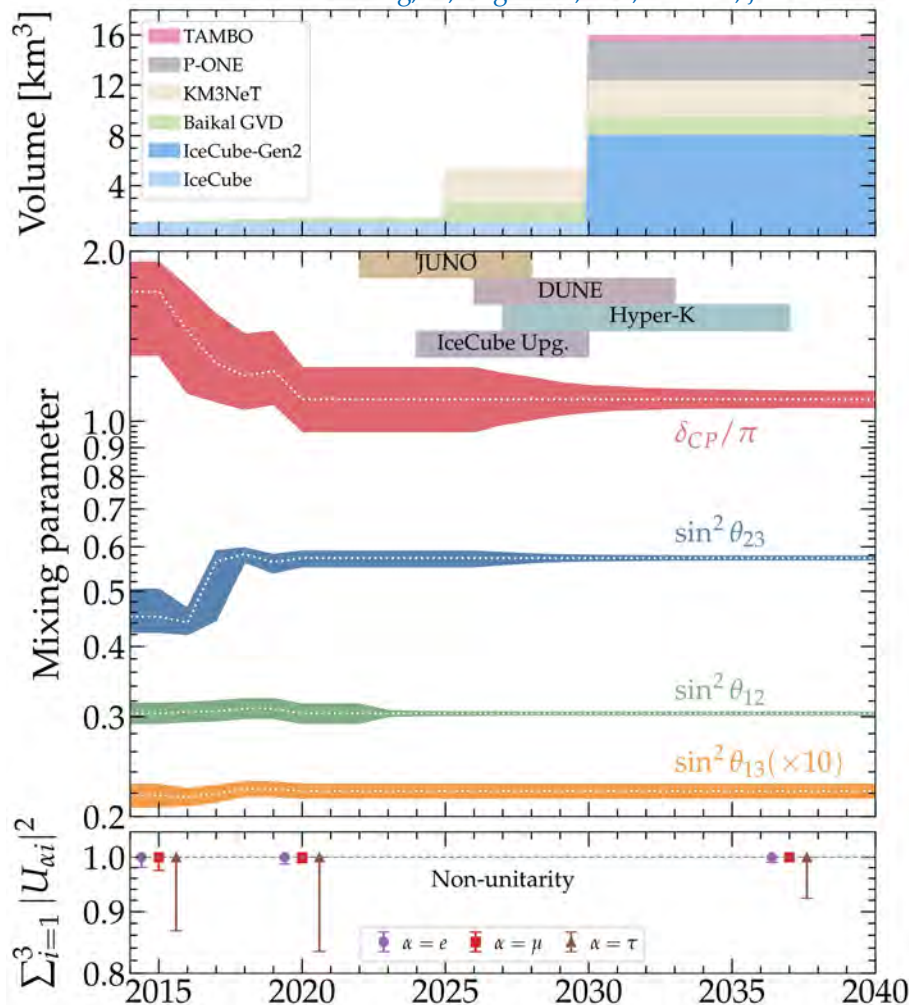 Volume [km³]
16
12
8
4
TAMBO
P-ONE
KM3NeT
Baikal GVD
IceCube-Gen2
IceCube
Mixing parameter
2.0
1.0
0.9
0.8
0.7
0.6
0.5
0.4
0.3
0.2
JUNO
DUNE
Hyper-K
IceCube Upg.
δCP/π
sin² θ23
sin² θ12
sin² θ13(×10)
∑³i=1 |Uαi|²
1.0
0.9
0.8
Non-unitarity
α = e α = μ α = τ
2015 2020 2025 2030 2035 2040